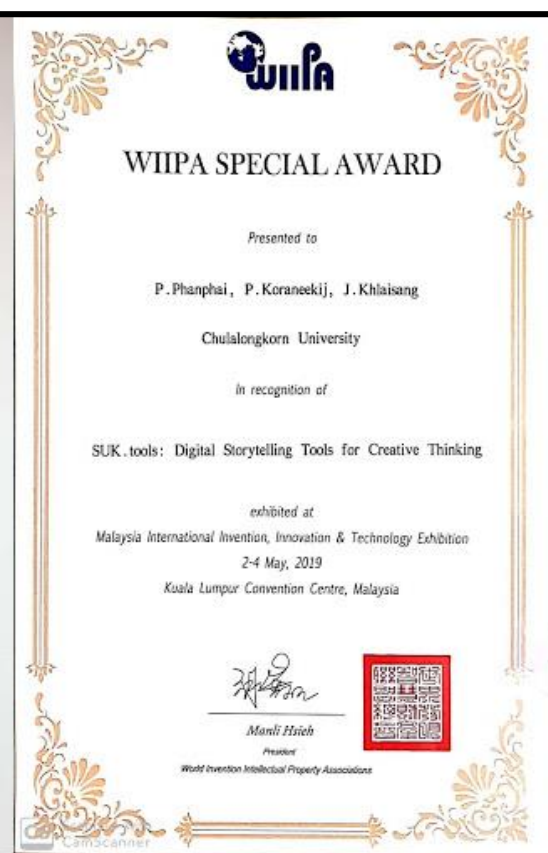 WIIPA
WIIPA SPECIAL AWARD
Presented to
P.Phanphai, P.Koraneekij, J.Khlaisang
Chulalongkorn University
In recognition of
SUK.tools: Digital Storytelling Tools for Creative Thinking
exhibited at
Malaysia International Invention, Innovation & Technology Exhibition
2-4 May, 2019
Kuala Lumpur Convention Centre, Malaysia
Manli Hsieh
President
World Invention Intellectual Property Associations
CamScanner